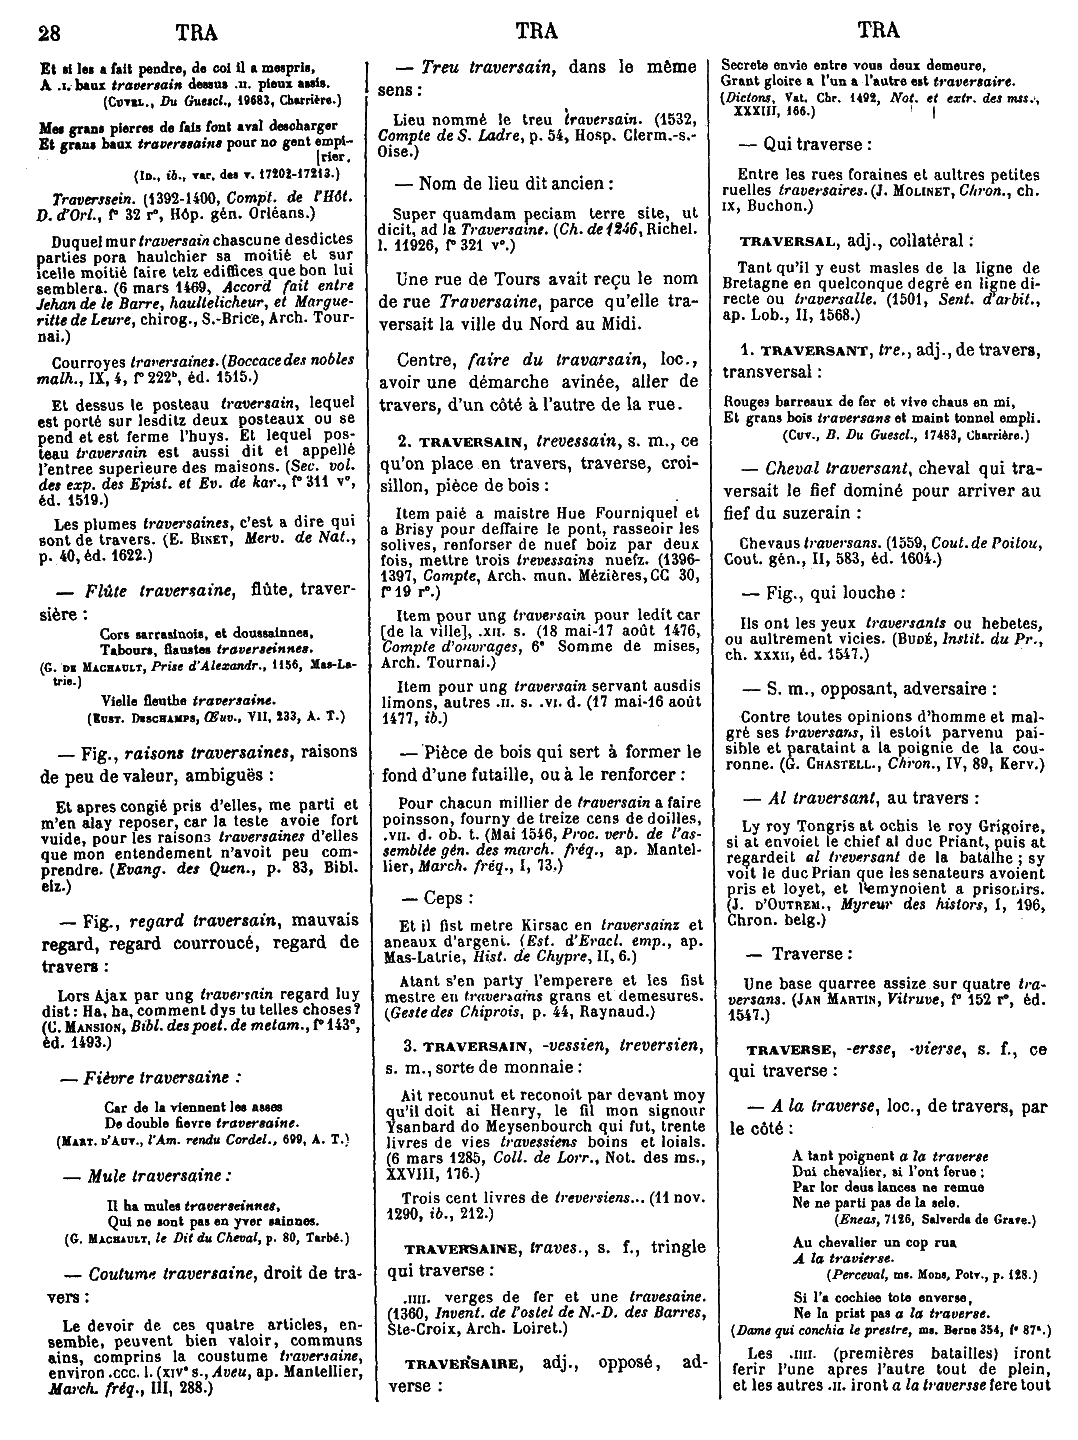 28 TRA TRA TRA
Et si les a fait pendre, de coi il a mespris,
A .I. baux traversain dessus .II. pieux assis.
(CUVEL., Du Guescl., 19683, Charrière.)
Mes grans pierres de fais font aval descharger
Et grans baux traverssains pour no gent empi-
[rier.
(ID., ib., var. des v. 17202-17213.)
Traverssein. (1392-1400, Compt. de l'Hôt.
D. d'Orl., f° 32 r°, Hôp. gén. Orléans.)
Duquel mur traversain chascune desdictes
parties pora haulchier sa moitié et sur
icelle moitié faire telz ediffices que bon lui
semblera. (6 mars 1469, Accord fait entre
Jehan de le Barre, haultelicheur, et Margue-
ritte de Leure, chirog., S.-Brice, Arch. Tour-
nai.)
Courroyes traversaines. (Boccace des nobles
malh., IX, 4, f° 222b, éd. 1515.)
Et dessus le posteau traversain, lequel
est porté sur lesditz deux posteaux ou se
pend et est ferme l'huys. Et lequel pos-
teau traversain est aussi dit et appellé
l'entree superieure des maisons. (Sec. vol.
des exp. des Epist. et Ev. de kar., f° 311 v°,
éd. 1519.)
Les plumes traversaines, c'est a dire qui
sont de travers. (E. BINET, Merv. de Nat.,
p. 40, éd. 1622.)
— Flûte traversaine, flûte, traver-
sière :
Cors sarrasinois, et doussainnes,
Tabours, flaustes traverseinnes.
(G. DE MACHAULT, Prise d'Alexandr., 1156, Mas-La-
trie.)
Vielle fleuthe traversaine.
(EUST. DESCHAMPS, Œuv., VII, 233, A. T.)
— Fig., raisons traversaines, raisons
de peu de valeur, ambiguës :
Et apres congié pris d'elles, me parti et
m'en alay reposer, car la teste avoie fort
vuide, pour les raisons traversaines d'elles
que mon entendement n'avoit peu com-
prendre. (Evang. des Quen., p. 83, Bibl.
elz.)
— Fig., regard traversain, mauvais
regard, regard courroucé, regard de
travers :
Lors Ajax par ung traversain regard luy
dist : Ha, ha, comment dys tu telles choses?
(C. MANSION, Bibl. des poet. de metam., f° 143°,
éd. 1493.)
— Fièvre traversaine :
Car de la viennent les asses
De double fievre traversaine.
(MART. D'AUV., l'Am. rendu Cordel., 699, A. T.)
— Mule traversaine :
Il ha mules traverseinnes,
Qui ne sont pas en yver sainnes.
(G. MACHAULT, le Dit du Cheval, p. 80, Tarbé.)
— Coutume traversaine, droit de tra-
vers :
Le devoir de ces quatre articles, en-
semble, peuvent bien valoir, communs
ains, comprins la coustume traversaine,
environ .CCC. l. (XIV° s., Aveu, ap. Mantellier,
March. fréq., III, 288.)
— Treu traversain, dans le même
sens :
Lieu nommé le treu traversain. (1532,
Compte de S. Ladre, p. 54, Hosp. Clerm.-s.-
Oise.)
— Nom de lieu dit ancien :
Super quamdam peciam terre site, ut
dicit, ad la Traversaine. (Ch. de 1246, Richel.
l. 11926, f° 321 v°.)
Une rue de Tours avait reçu le nom
de rue Traversaine, parce qu'elle tra-
versait la ville du Nord au Midi.
Centre, faire du travarsain, loc.,
avoir une démarche avinée, aller de
travers, d'un côté à l'autre de la rue.
2. TRAVERSAIN, trevessain, s. m., ce
qu'on place en travers, traverse, croi-
sillon, pièce de bois :
Item paié a maistre Hue Fourniquel et
a Brisy pour deffaire le pont, rasseoir les
solives, renforser de nuef boiz par deux
fois, mettre trois trevessains nuefz. (1396-
1397, Compte, Arch. mun. Mézières, CC 30,
f° 19 r°.)
Item pour ung traversain pour ledit car
[de la ville], .XII. s. (18 mai-17 août 1476,
Compte d'ouvrages, 6° Somme de mises,
Arch. Tournai.)
Item pour ung traversain servant ausdis
limons, autres .II. s. .VI. d. (17 mai-16 août
1477, ib.)
— Pièce de bois qui sert à former le
fond d'une futaille, ou à le renforcer :
Pour chacun millier de traversain a faire
poinsson, fourny de treize cens de doilles,
.VII. d. ob. t. (Mai 1546, Proc. verb. de l'as-
semblée gén. des march. fréq., ap. Mantel-
lier, March. fréq., I, 73.)
— Ceps :
Et il fist metre Kirsac en traversainz et
aneaux d'argent. (Est. d'Eracl. emp., ap.
Mas-Latrie, Hist. de Chypre, II, 6.)
Atant s'en party l'emperere et les fist
mestre en traversains grans et demesures.
(Geste des Chiprois, p. 44, Raynaud.)
3. TRAVERSAIN, -vessien, treversien,
s. m., sorte de monnaie :
Ait recounut et reconoit par devant moy
qu'il doit ai Henry, le fil mon signour
Ysanbard do Meysenbourch qui fut, trente
livres de vies travessiens boins et loials.
(6 mars 1285, Coll. de Lorr., Not. des ms.,
XXVIII, 176.)
Trois cent livres de treversiens... (11 nov.
1290, ib., 212.)
TRAVERSAINE, traves., s. f., tringle
qui traverse :
.IIII. verges de fer et une travesaine.
(1360, Invent. de l'ostel de N.-D. des Barres,
Ste-Croix, Arch. Loiret.)
TRAVERSAIRE, adj., opposé, ad-
verse :
Secrete envie entre vous deux demeure,
Grant gloire a l'un a l'autre est traversaire.
(Dictons, Vat. Chr. 1492, Not. et extr. des mss.,
XXXIII, 166.)
— Qui traverse :
Entre les rues foraines et aultres petites
ruelles traversaires. (J. MOLINET, Chron., ch.
IX, Buchon.)
TRAVERSAL, adj., collatéral :
Tant qu'il y eust masles de la ligne de
Bretagne en quelconque degré en ligne di-
recte ou traversalle. (1501, Sent. d'arbit.,
ap. Lob., II, 1568.)
1. TRAVERSANT, tre., adj., de travers,
transversal :
Rouges barreaux de fer et vive chaus en mi,
Et grans bois traversans et maint tonnel empli.
(CUV., B. Du Guescl., 17483, Charrière.)
— Cheval traversant, cheval qui tra-
versait le fief dominé pour arriver au
fief du suzerain :
Chevaus traversans. (1559, Cout. de Poitou,
Cout. gén., II, 583, éd. 1604.)
— Fig., qui louche :
Ils ont les yeux traversants ou hebetes,
ou aultrement vicies. (BUDÉ, Instit. du Pr.,
ch. XXXII, éd. 1547.)
— S. m., opposant, adversaire :
Contre toutes opinions d'homme et mal-
gré ses traversans, il estoit parvenu pai-
sible et parataint a la poignie de la cou-
ronne. (G. CHASTELL., Chron., IV, 89, Kerv.)
— Al traversant, au travers :
Ly roy Tongris at ochis le roy Grigoire,
si at envoiet le chief al duc Priant, puis at
regardeit al treversant de la batalhe ; sy
voit le duc Prian que les senateurs avoient
pris et loyet, et l'emynoient a prisonirs.
(J. D'OUTREM., Myreur des histors, I, 196,
Chron. belg.)
— Traverse :
Une base quarree assize sur quatre tra-
versans. (JAN MARTIN, Vitruve, f° 152 r°, éd.
1547.)
TRAVERSE, -ersse, -vierse, s. f., ce
qui traverse :
— A la traverse, loc., de travers, par
le côté :
A tant poignent a la traverse
Dui chevalier, si l'ont ferue ;
Par lor deus lances ne remue
Ne ne parti pas de la sele.
(Eneas, 7126, Salverda de Grave.)
Au chevalier un cop rua
A la travierse.
(Perceval, ms. Mons, Potv., p. 128.)
Si l'a cochiee tote enverse,
Ne la prist pas a la traverse.
(Dame qui conchia le prestre, ms. Berne 354, f° 87a.)
Les .IIII. (premières batailles) iront
ferir l'une apres l'autre tout de plein,
et les autres .II. iront a la traversse fere tout